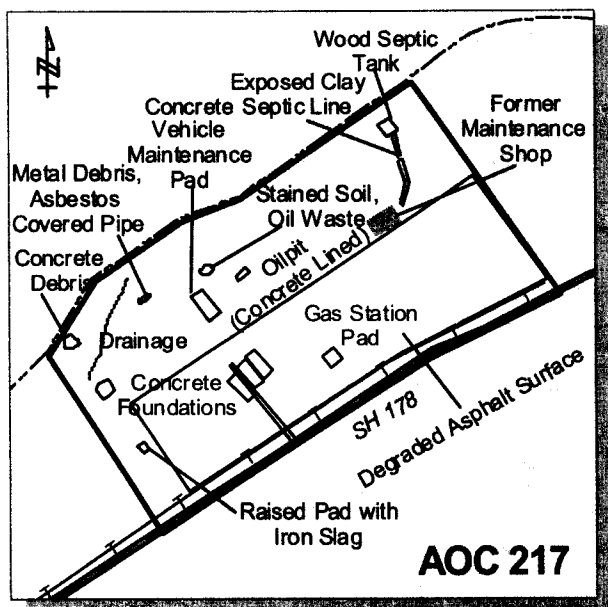 N
Wood Septic
Tank
Exposed Clay
Concrete Septic Line
Former
Maintenance
Shop
Vehicle
Maintenance
Pad
Metal Debris,
Asbestos
Covered Pipe
Stained Soil,
Oil Waste
Oilpit
(Concrete Lined)
Concrete
Debris
Drainage
Gas Station
Pad
Concrete
Foundations
SH 178
Degraded Asphalt Surface
Raised Pad with
Iron Slag
AOC 217